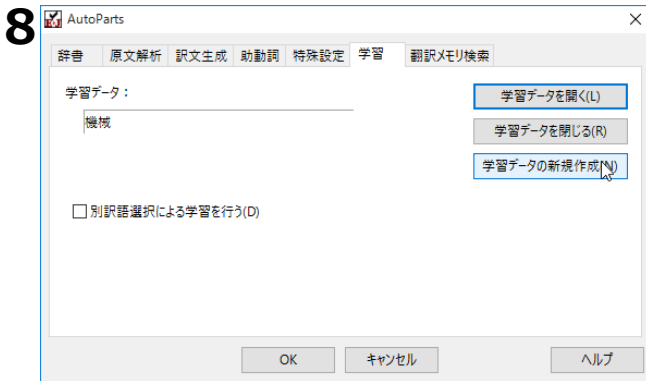 8
AutoParts
辞書 原文解析 訳文生成 助動詞 特殊設定 学習 翻訳メモリ検索
学習データ：
機械
学習データを開く(L)
学習データを閉じる(R)
学習データの新規作成(N)
別訳語選択による学習を行う(D)
OK キャンセル ヘルプ